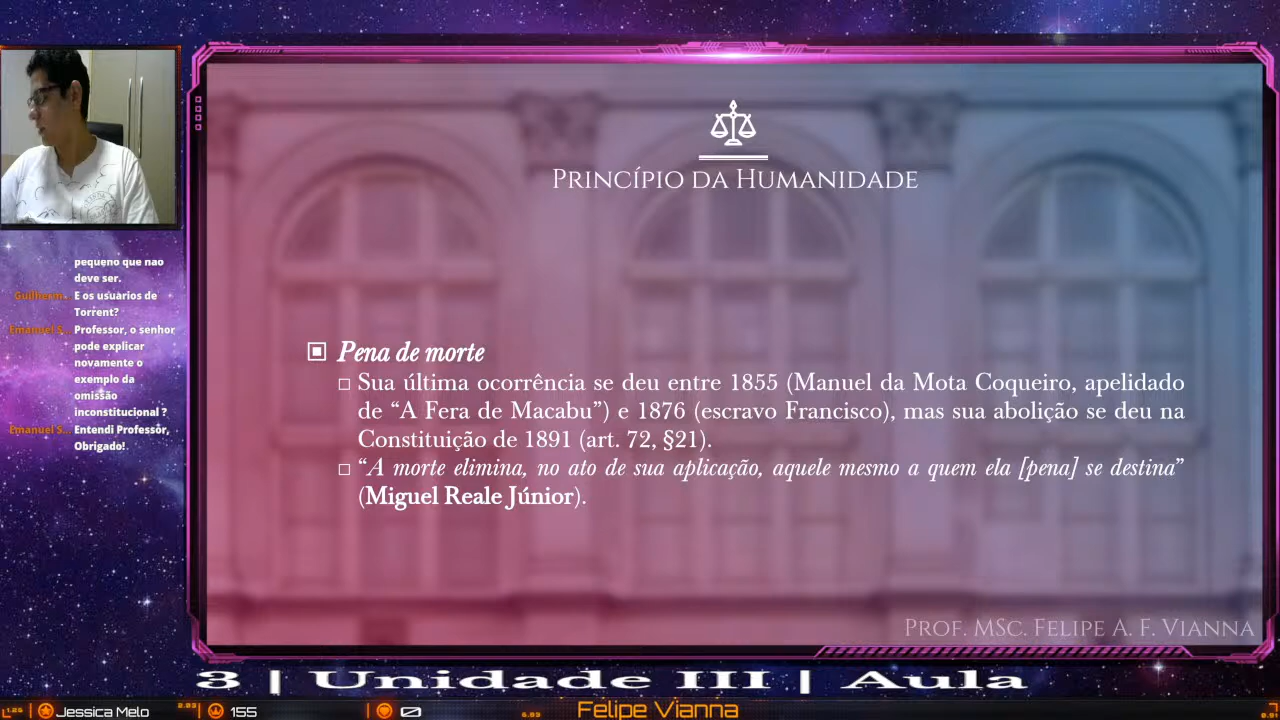 Princípio da Humanidade
Pena de morte
Sua última ocorrência se deu entre 1855 (Manuel da Mota Coqueiro, apelidado
de “A Fera de Macabu”) e 1876 (escravo Francisco), mas sua abolição se deu na
Constituição de 1891 (art. 72, §21).
“A morte elimina, no ato de sua aplicação, aquele mesmo a quem ela [pena] se destina”
(Miguel Reale Júnior).
Prof. MSc. Felipe A. F. Vianna
pequeno que nao
deve ser.
Guilherm.. E os usuarios de
Torrent?
Emanuel S.. Professor, o senhor
pode explicar
novamente o
exemplo da
omissão
inconstitucional ?
Emanuel S.. Entendi Professor,
Obrigado!
3 | Unidade III | Aula
Jessica Melo
155
0
Felipe Vianna